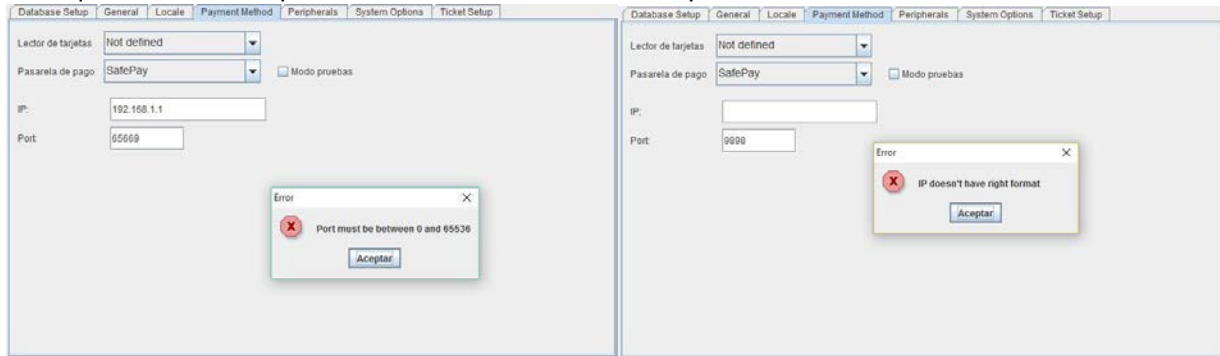 Database Setup General Locale Payment Method Peripherals System Options Ticket Setup
Lector de tarjetas Not defined
Pasarela de pago SafePay Modo pruebas
IP: 192.168.1.1
Port: 65669
Error
Port must be between 0 and 65536
Aceptar
Database Setup General Locale Payment Method Peripherals System Options Ticket Setup
Lector de tarjetas Not defined
Pasarela de pago SafePay Modo pruebas
IP:
Port: 9898
Error
IP doesn't have right format
Aceptar